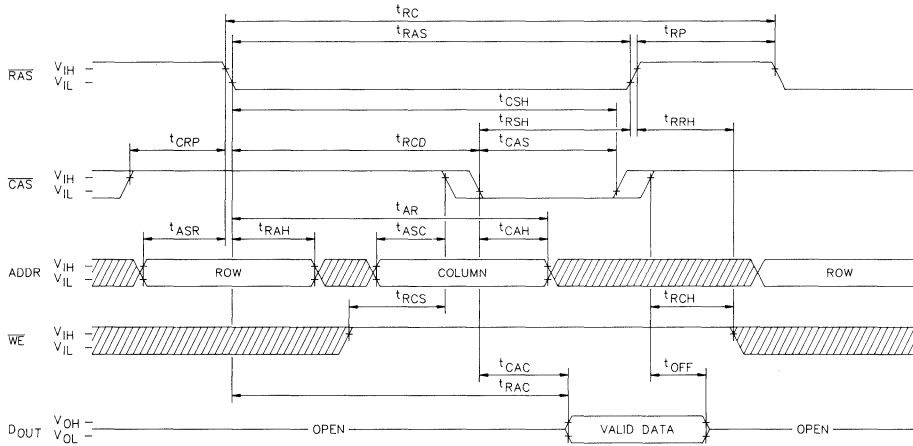 tRC
tRAS
tRP
RAS VIH
VIL
tCSH
tRSH
tRRH
tCRP
tRCD
tCAS
CAS VIH
VIL
tAR
tASR
tRAH
tASC
tCAH
ADDR VIH
VIL
ROW
COLUMN
ROW
tRCS
tRCH
WE VIH
VIL
tCAC
tOFF
tRAC
DOUT VOH
VOL
OPEN
VALID DATA
OPEN